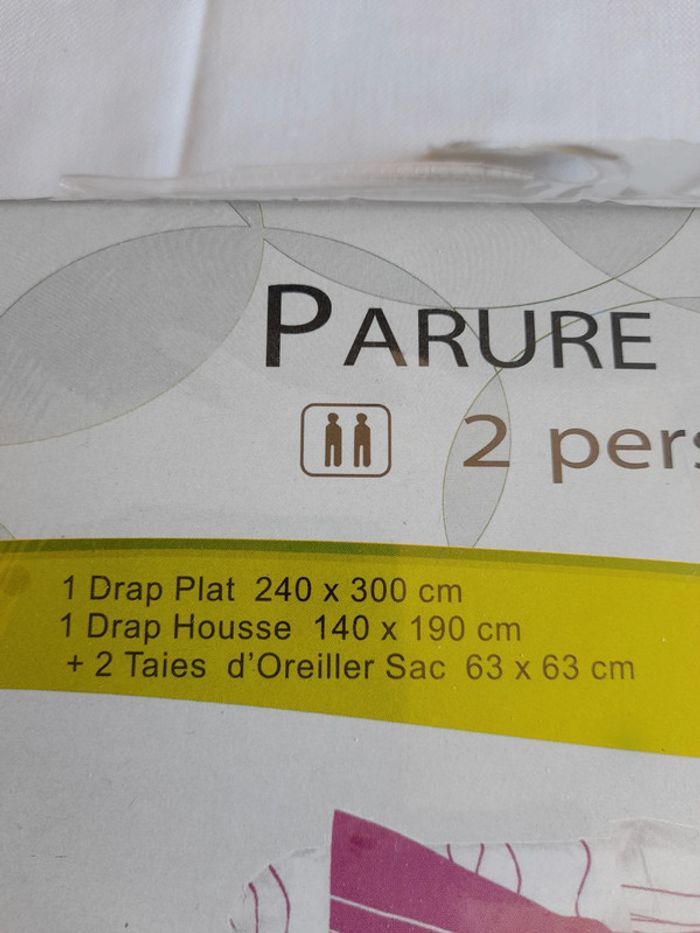 PARURE
2 pers
1 Drap Plat 240 x 300 cm
1 Drap Housse 140 x 190 cm
+ 2 Taies d'Oreiller Sac 63 x 63 cm